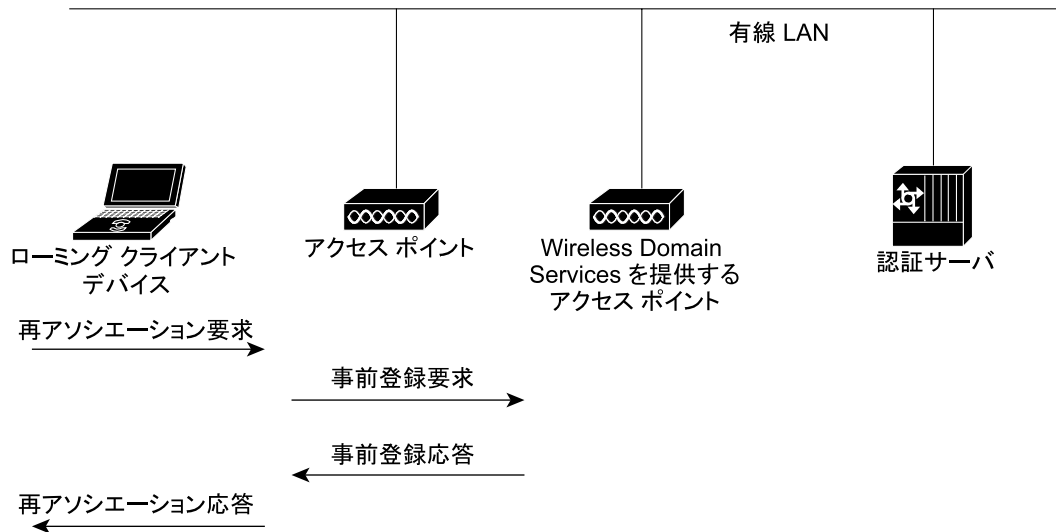 有線 LAN
ローミング クライアント
デバイス
アクセス ポイント
Wireless Domain
Services を提供する
アクセス ポイント
認証サーバ
再アソシエーション要求
事前登録要求
事前登録応答
再アソシエーション応答